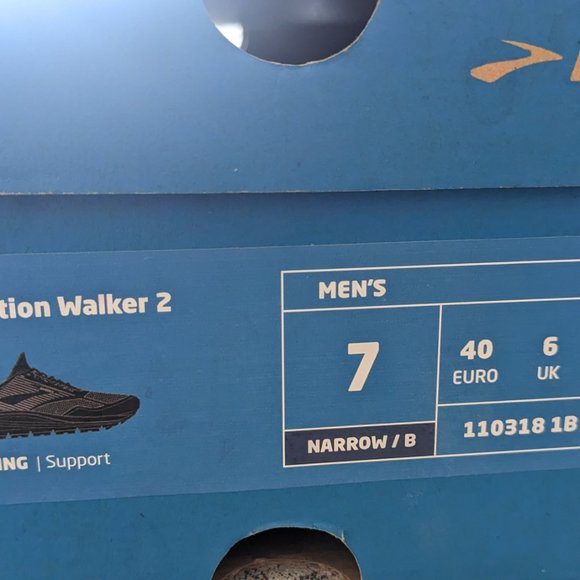 tion Walker 2
MEN'S
7
40
EURO
6
UK
NARROW / B
110318 1B
ING | Support